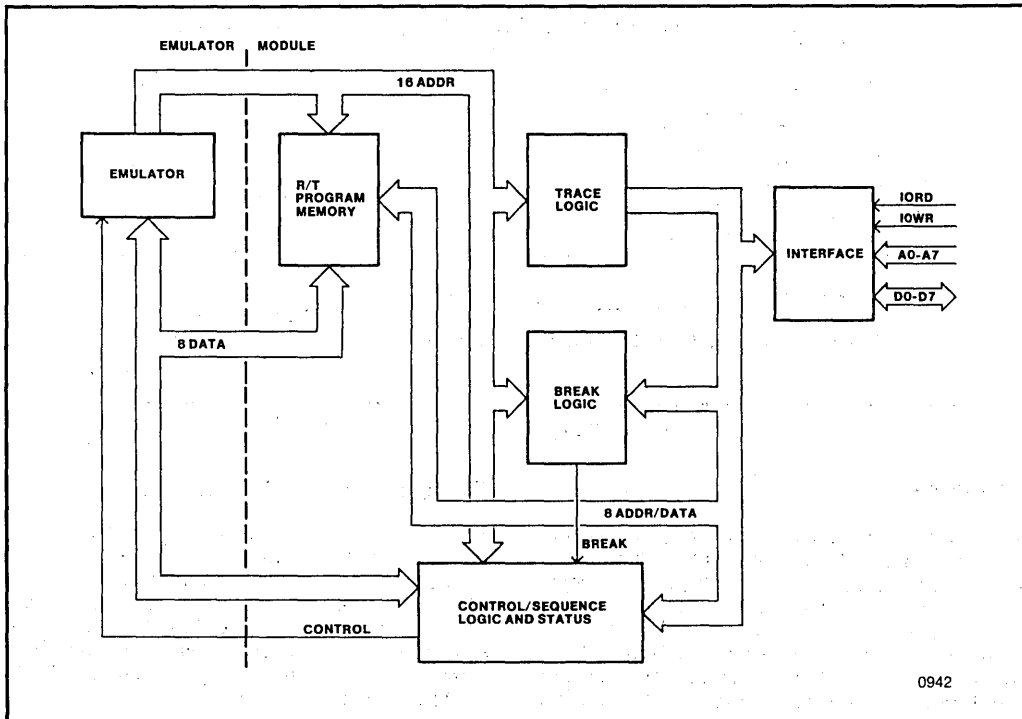 EMULATOR MODULE
16 ADDR
EMULATOR
R/T
PROGRAM
MEMORY
TRACE
LOGIC
INTERFACE
IORD
IOWR
A0-A7
D0-D7
8 DATA
BREAK
LOGIC
8 ADDR/DATA
BREAK
CONTROL/SEQUENCE
LOGIC AND STATUS
CONTROL
0942